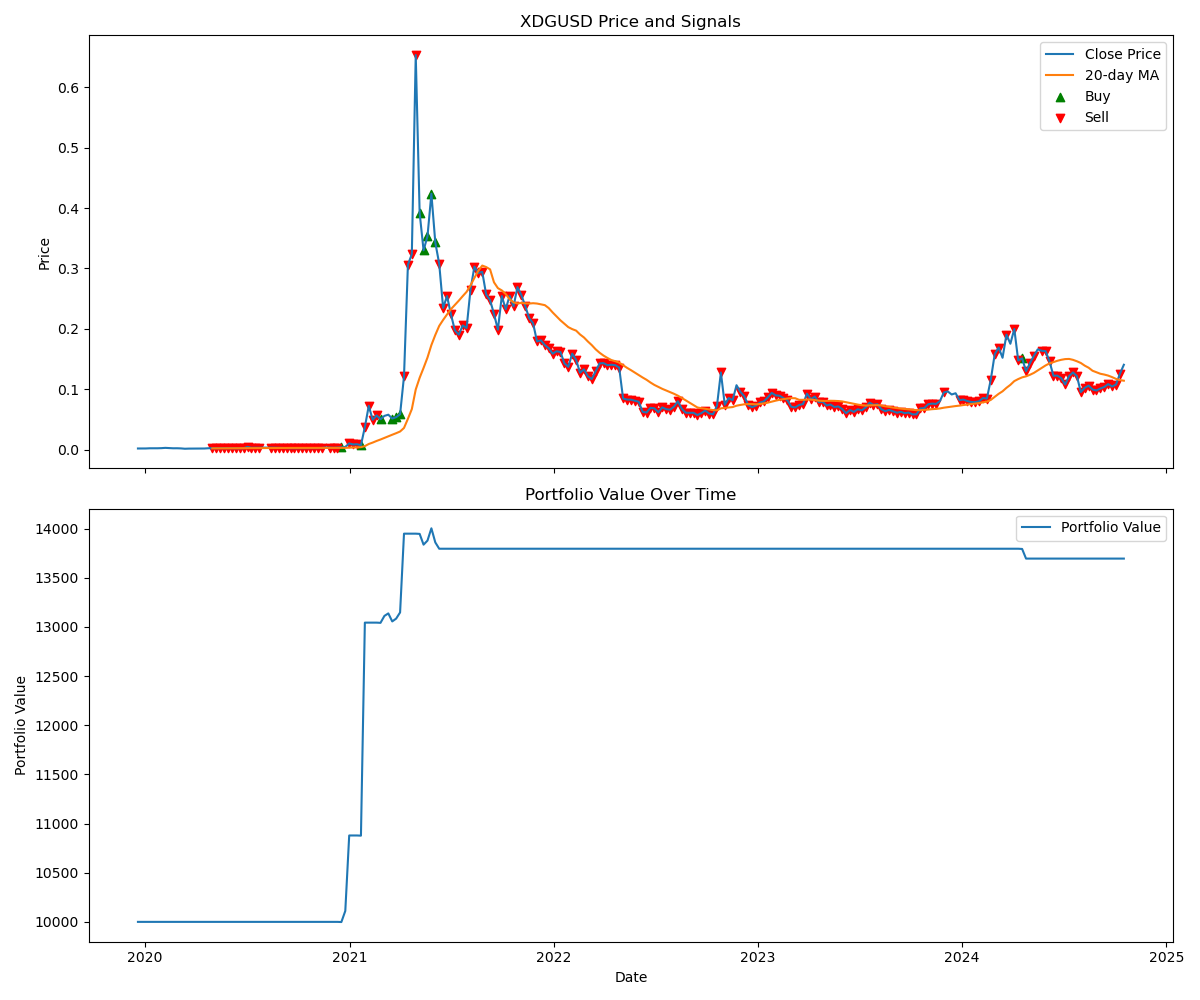 XDGUSD Price and Signals
Close Price
20-day MA
Buy
Sell
Price
0.6
0.5
0.4
0.3
0.2
0.1
0.0
Portfolio Value Over Time
Portfolio Value
Portfolio Value
14000
13500
13000
12500
12000
11500
11000
10500
10000
2020
2021
2022
2023
2024
2025
Date